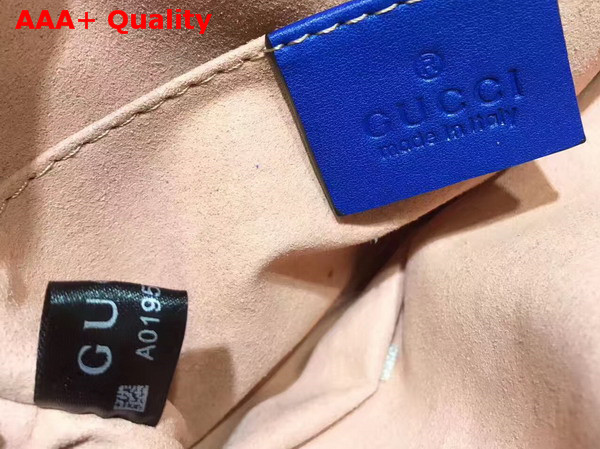 AAA+ Quality
®
GUCCI
made in Italy
GU
A0195